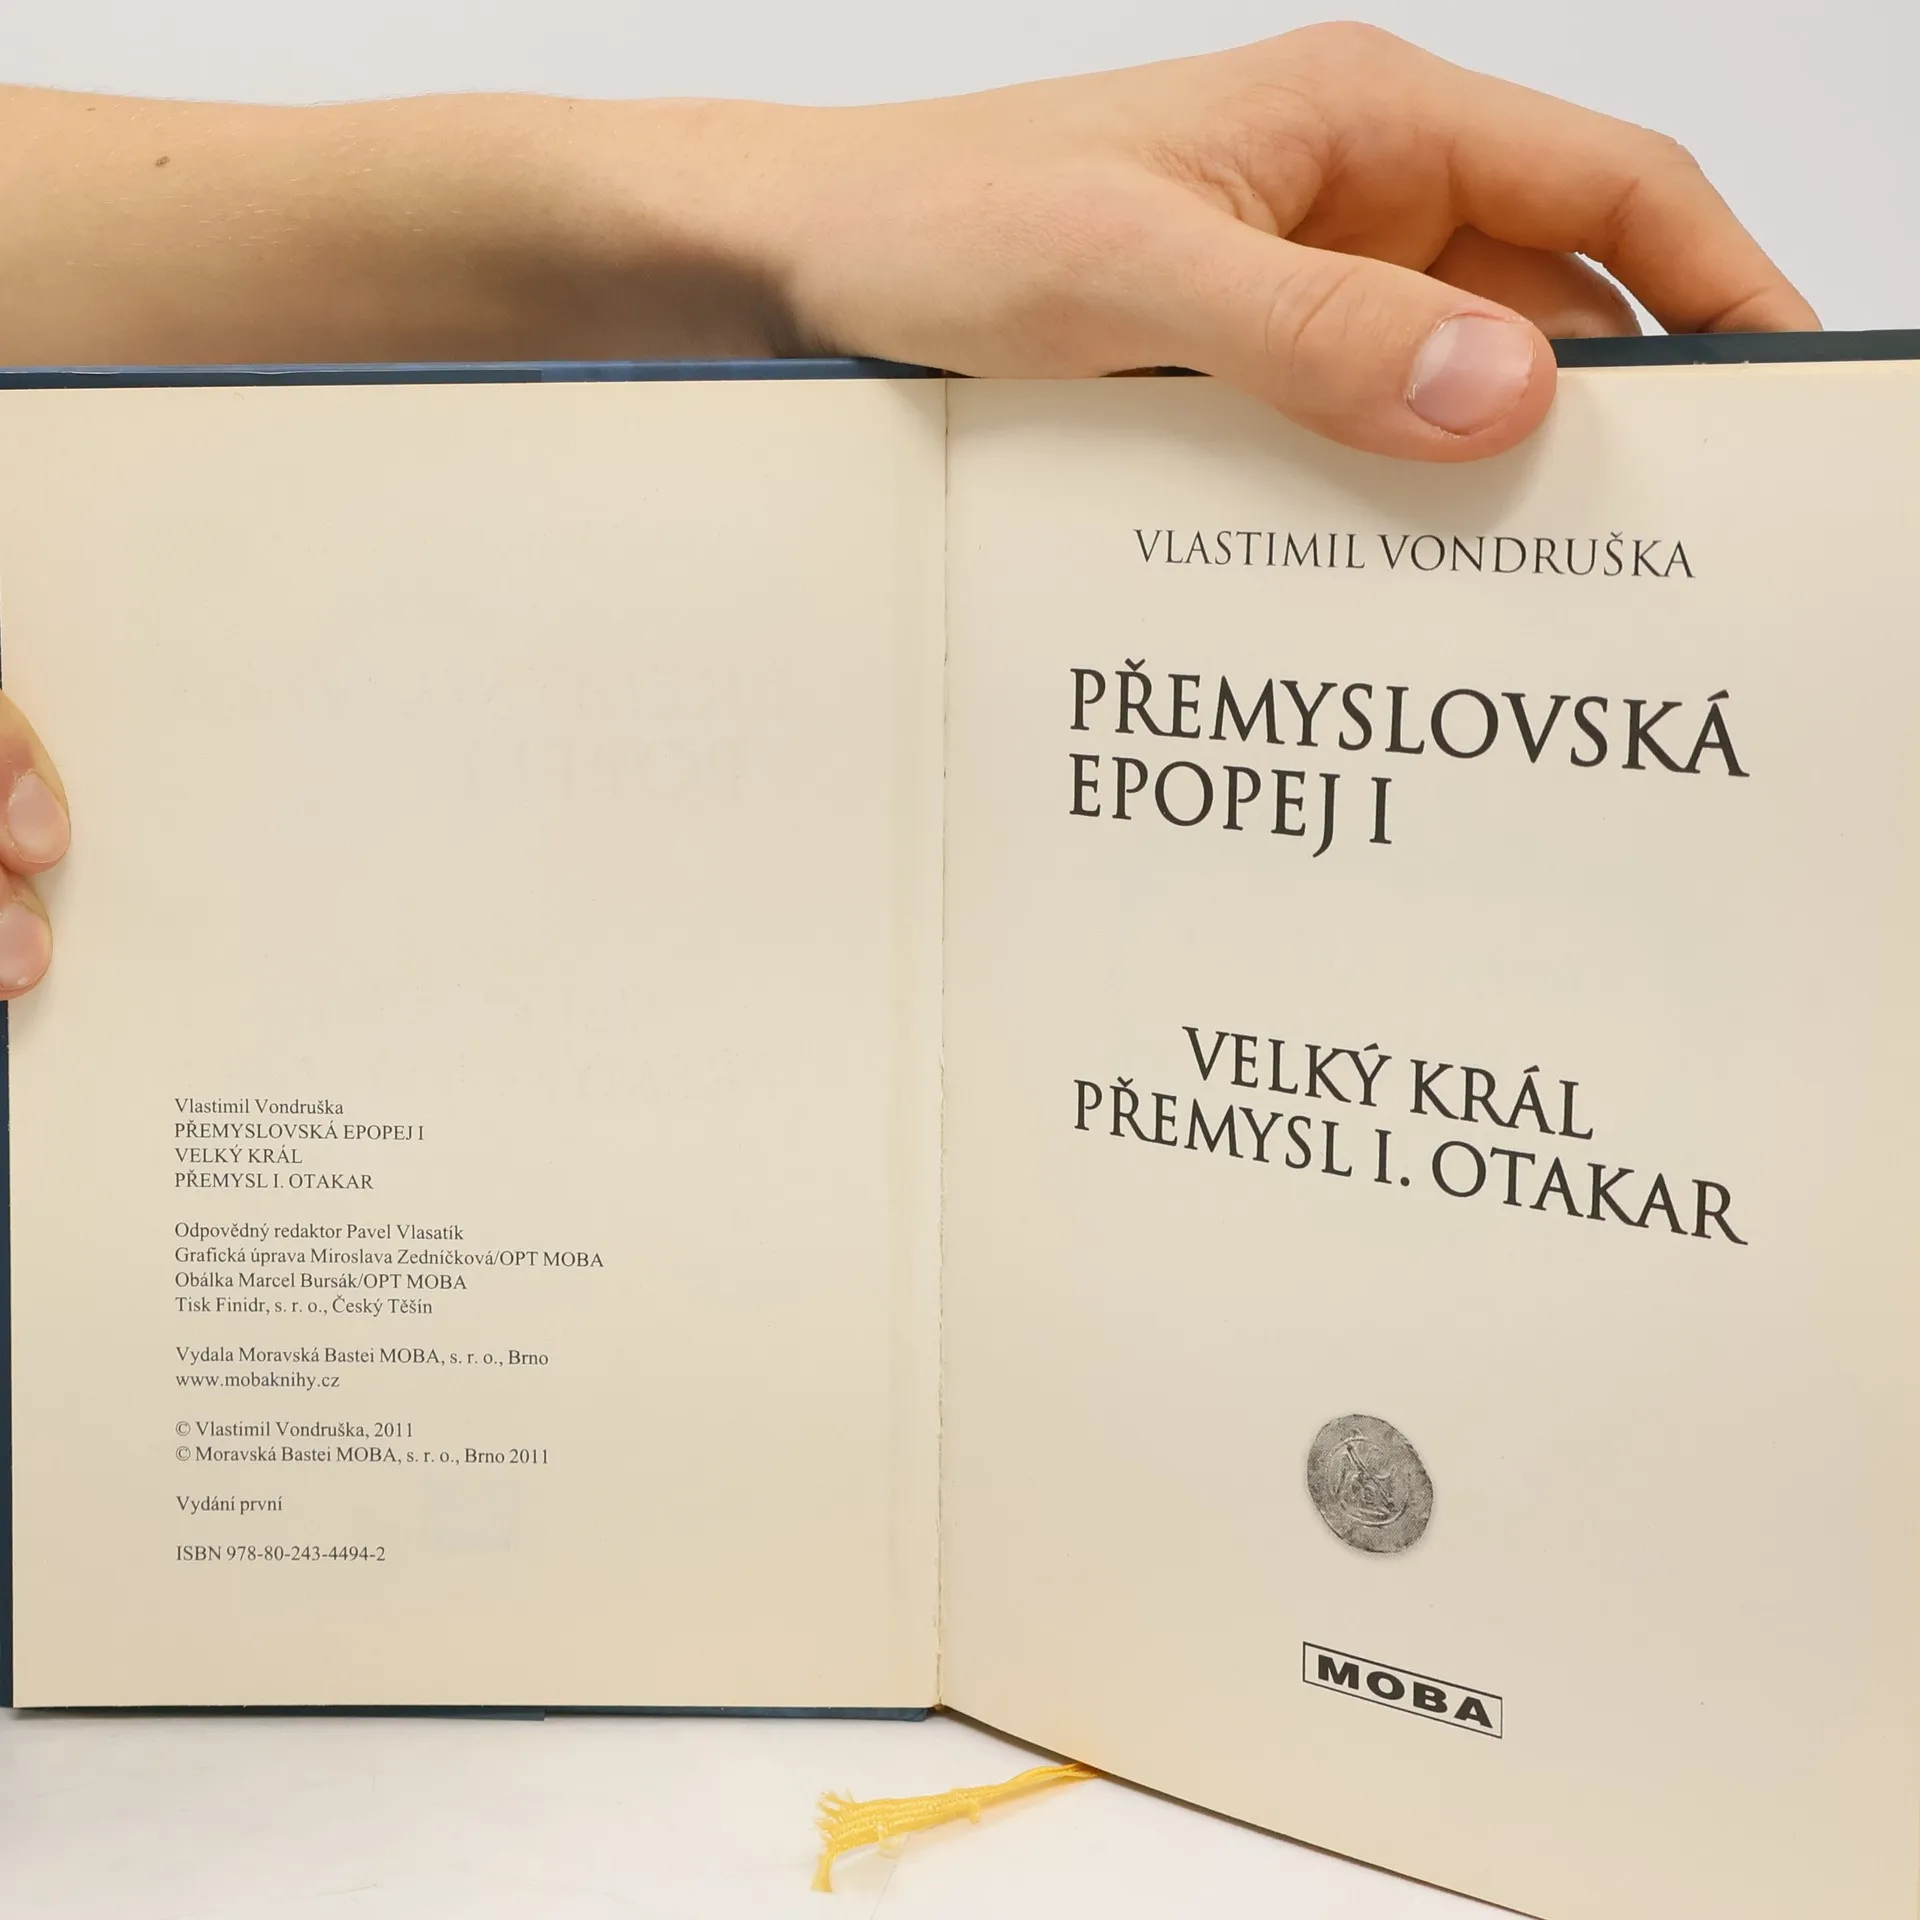 Vlastimil Vondruška
PŘEMYSLOVSKÁ EPOPEJ I
VELKÝ KRÁL
PŘEMYSL I. OTAKAR
Odpovědný redaktor Pavel Vlasatík
Grafická úprava Miroslava Zedníčková/OPT MOBA
Obálka Marcel Bursák/OPT MOBA
Tisk Finidr, s. r. o., Český Těšín
Vydala Moravská Bastei MOBA, s. r. o., Brno
www.mobaknihy.cz
© Vlastimil Vondruška, 2011
© Moravská Bastei MOBA, s. r. o., Brno 2011
Vydání první
ISBN 978-80-243-4494-2
VLASTIMIL VONDRUŠKA
PŘEMYSLOVSKÁ
EPOPEJ I
VELKÝ KRÁL
PŘEMYSL I. OTAKAR
MOBA